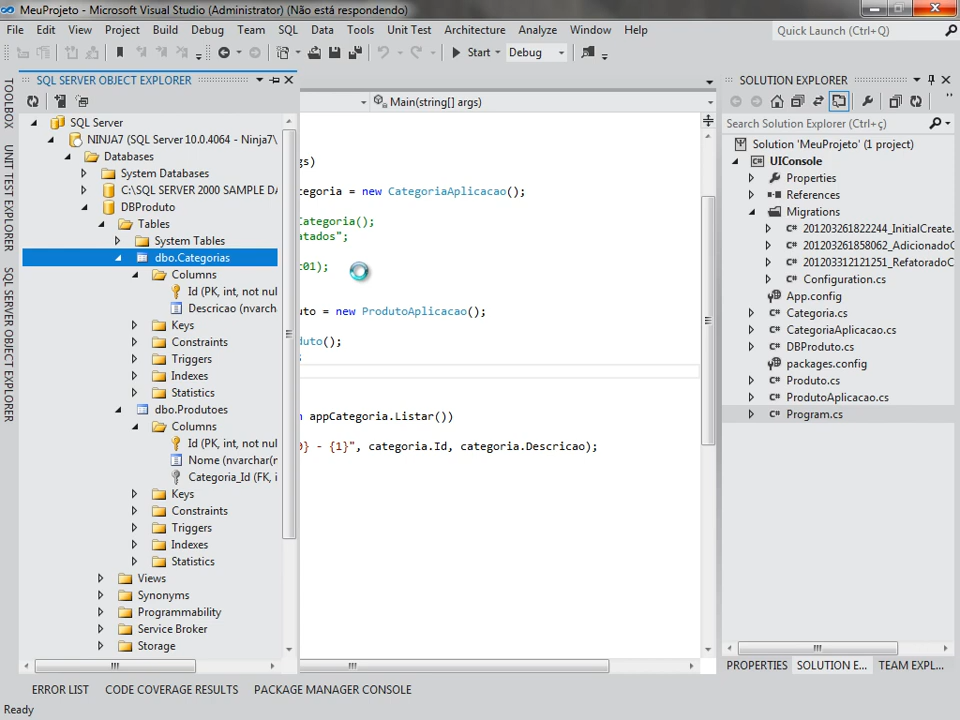 MeuProjeto - Microsoft Visual Studio (Administrator) (Não está respondendo)
File Edit View Project Build Debug Team SQL Data Tools Unit Test Architecture Analyze Window Help
Quick Launch (Ctrl+Q)
Start Debug
TOOLBOX
UNIT TEST EXPLORER
SQL SERVER OBJECT EXPLORER
SQL SERVER OBJECT EXPLORER
SQL Server
NINJA7 (SQL Server 10.0.4064 - Ninja7\
Databases
System Databases
C:\SQL SERVER 2000 SAMPLE DA
DBProduto
Tables
System Tables
dbo.Categorias
Columns
Id (PK, int, not nul
Descricao (nvarch
Keys
Constraints
Triggers
Indexes
Statistics
dbo.Produtoes
Columns
Id (PK, int, not nul
Nome (nvarchar(n
Categoria_Id (FK, i
Keys
Constraints
Triggers
Indexes
Statistics
Views
Synonyms
Programmability
Service Broker
Storage
Main(string[] args)
gs)
tegoria = new CategoriaAplicacao();
Categoria();
atados";
t01);
uto = new ProdutoAplicacao();
duto();
;
n appCategoria.Listar())
0} - {1}", categoria.Id, categoria.Descricao);
SOLUTION EXPLORER
Search Solution Explorer (Ctrl+ç)
Solution 'MeuProjeto' (1 project)
UIConsole
Properties
References
Migrations
201203261822244_InitialCreate.
201203261858062_AdicionadoC
201203312121251_RefatoradoC
Configuration.cs
App.config
Categoria.cs
CategoriaAplicacao.cs
DBProduto.cs
packages.config
Produto.cs
ProdutoAplicacao.cs
Program.cs
PROPERTIES SOLUTION E... TEAM EXPL...
ERROR LIST CODE COVERAGE RESULTS PACKAGE MANAGER CONSOLE
Ready